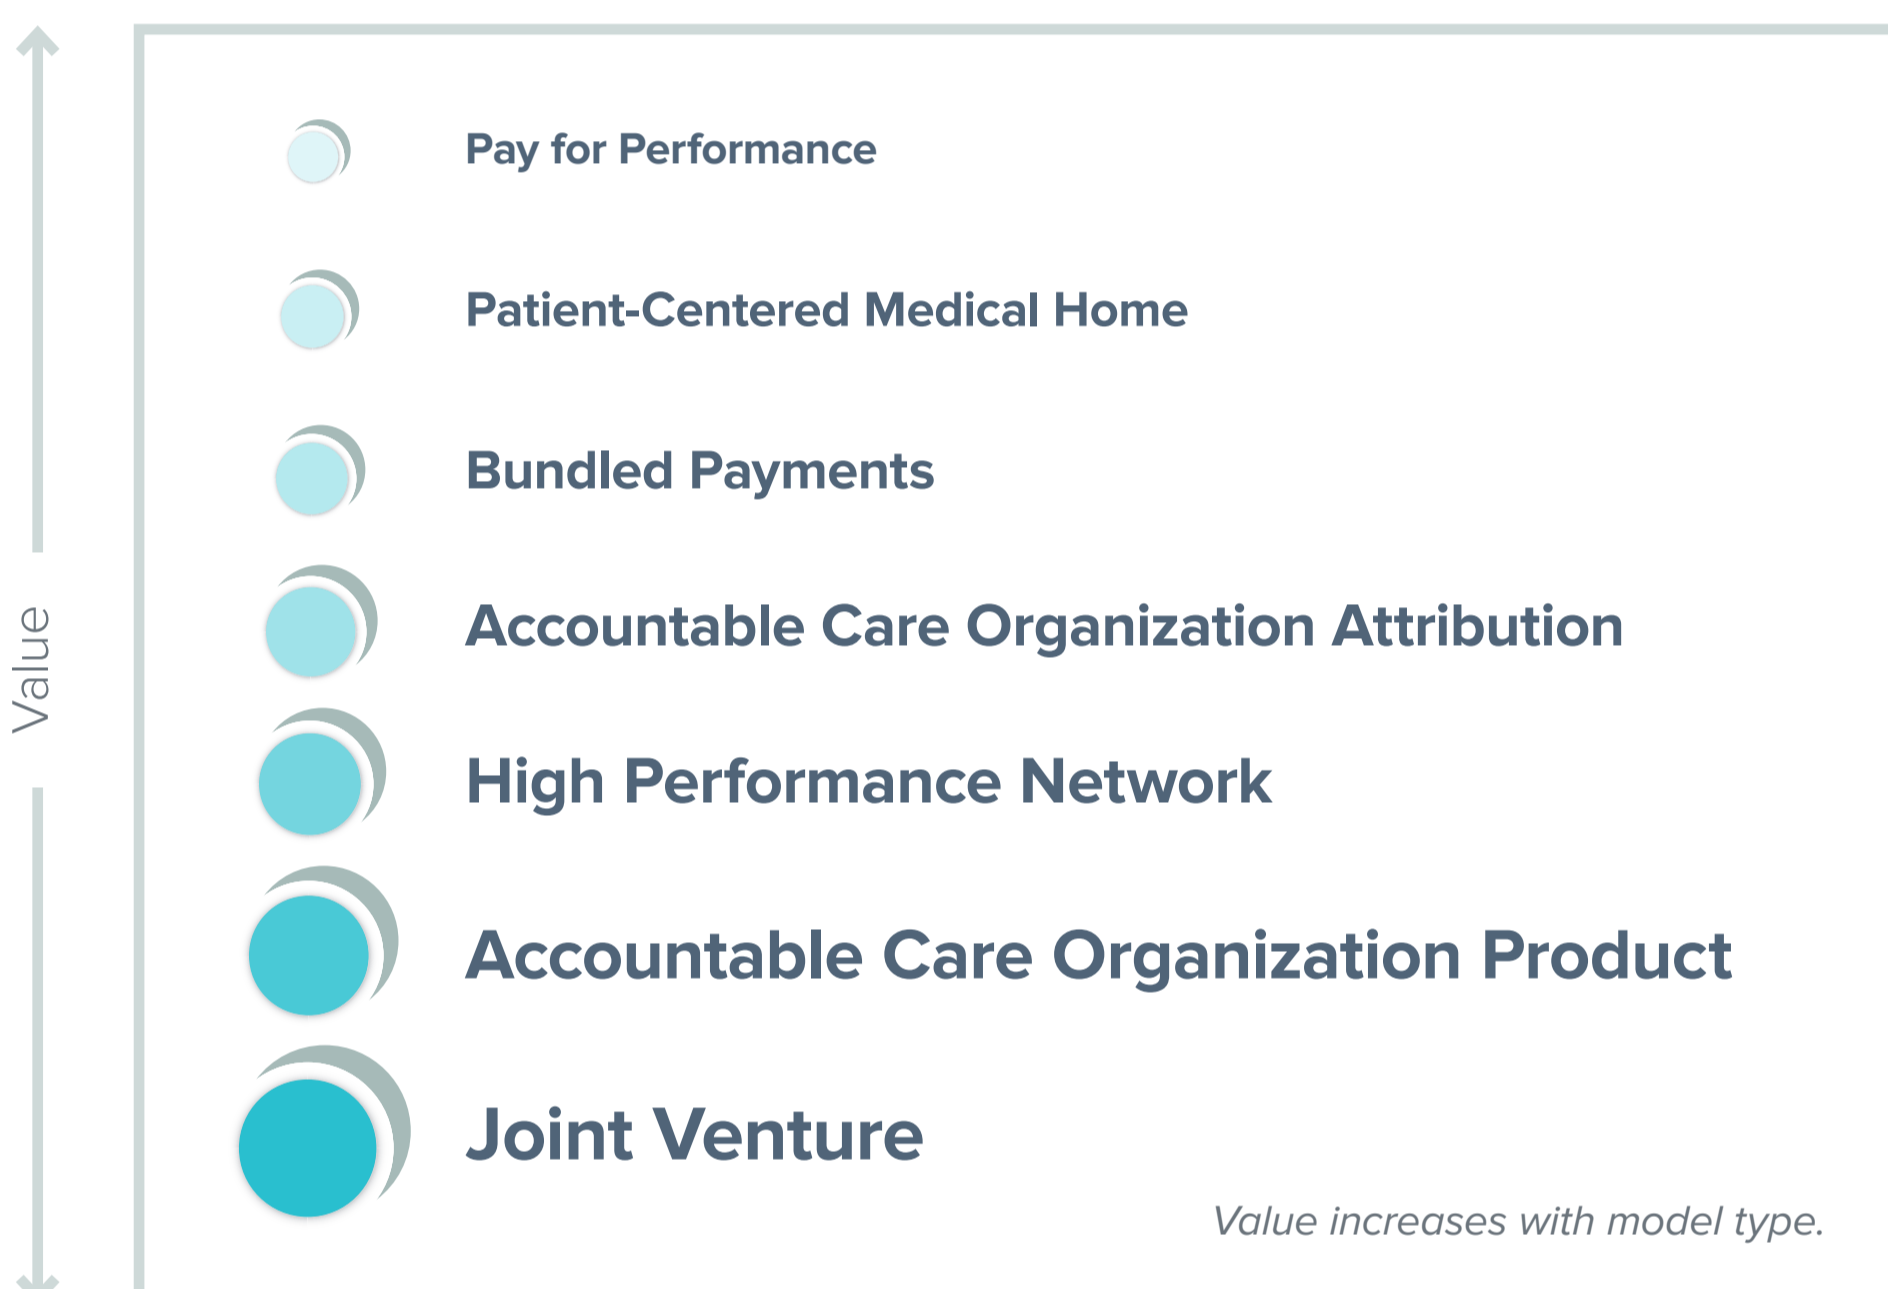 Pay for Performance
Patient-Centered Medical Home
Bundled Payments
Accountable Care Organization Attribution
Value
High Performance Network
Accountable Care Organization Product
Joint Venture
Value increases with model type.